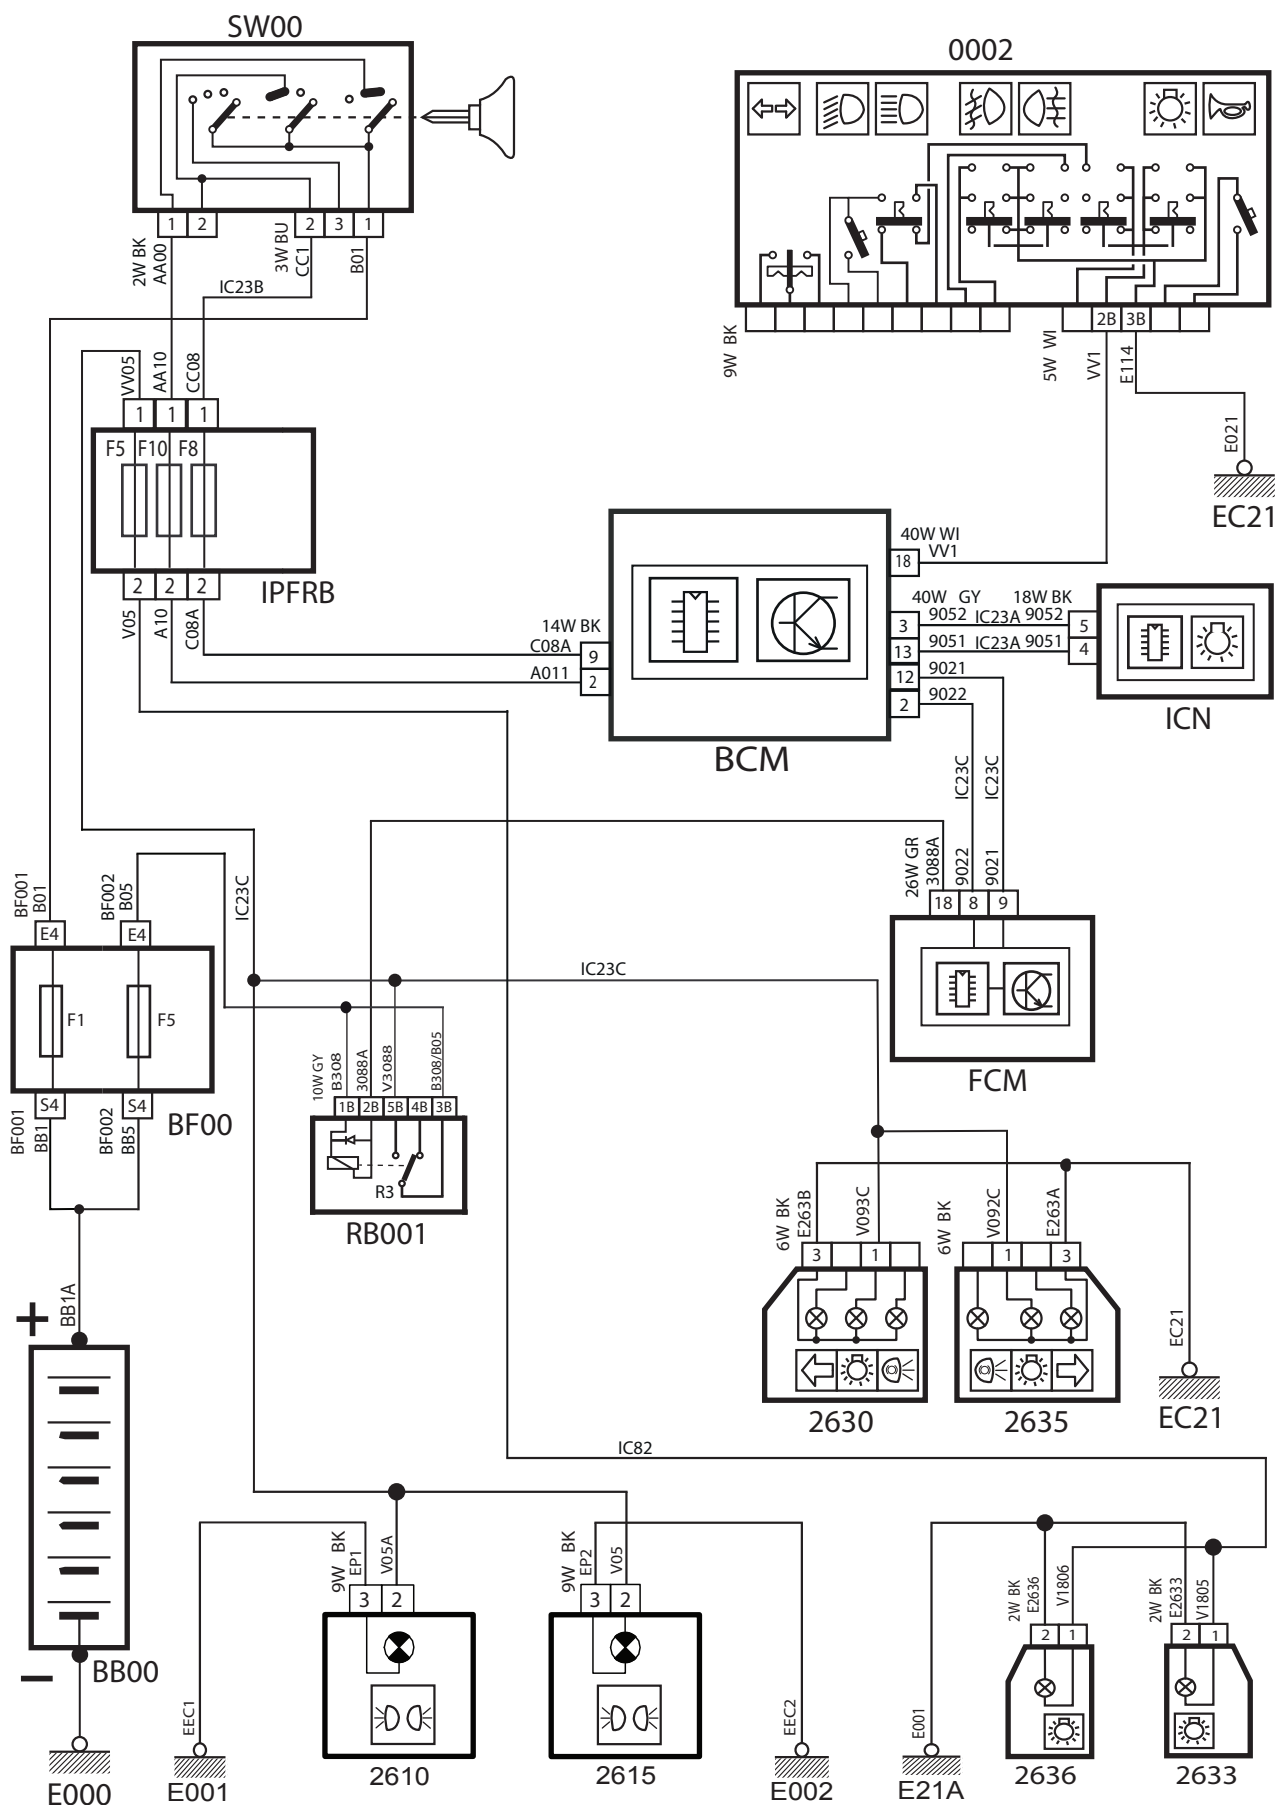 SW00
0002
1
2
2
3
1
2W BK
AA00
3W BU
CC1
B01
IC23B
9W BK
5W WI
2B
3B
VV1
E114
E021
EC21
VV05
AA10
CC08
1
1
1
F5
F10
F8
2
2
2
IPFRB
V05
A10
C08A
40W WI
18
VV1
14W BK
C08A
9
A011
2
40W GY
18W BK
3
9052
IC23A
9052
5
13
9051
IC23A
9051
4
12
9021
2
9022
ICN
BCM
IC23C
IC23C
26W GR
3088A
9022
9021
18
8
9
FCM
BF001
B01
BF002
B05
IC23C
E4
E4
F1
F5
S4
S4
BF00
BF001
BB1
BF002
BB5
IC23C
10W GY
B308
3088A
V3088
B308/B05
1B
2B
5B
4B
3B
R3
RB001
6W BK
E263B
V093C
6W BK
V092C
E263A
3
1
1
3
2630
2635
EC21
EC21
BB1A
+
−
BB00
E000
IC82
9W BK
EP1
V05A
9W BK
EP2
V05
3
2
3
2
EEC1
E001
2610
2615
EEC2
E002
E001
E21A
2W BK
E2636
V1806
2W BK
E2633
V1805
2
1
2
1
2636
2633